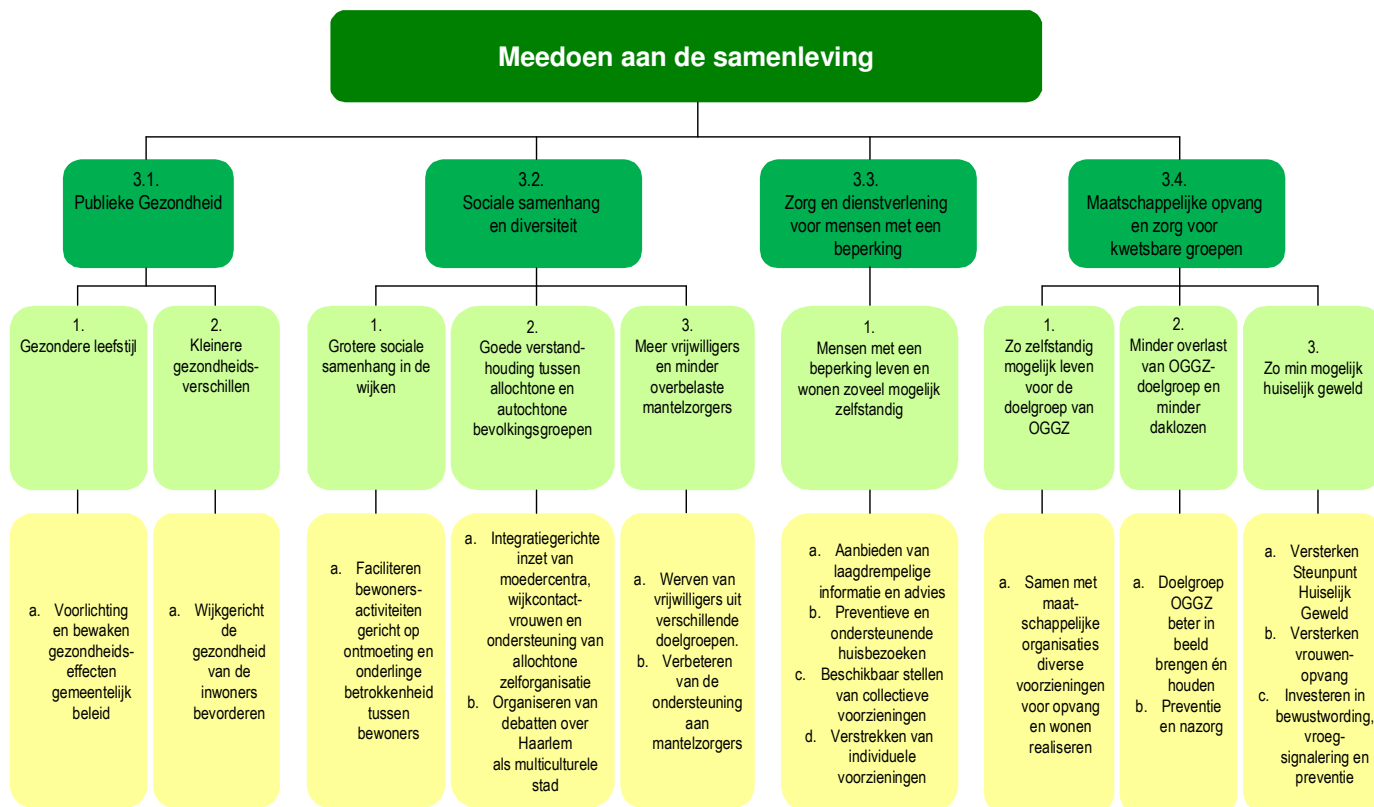 Meedoen aan de samenleving
3.1.
Publieke Gezondheid
3.2.
Sociale samenhang
en diversiteit
3.3.
Zorg en dienstverlening
voor mensen met een
beperking
3.4.
Maatschappelijke opvang
en zorg voor
kwetsbare groepen
1.
Gezondere leefstijl
2.
Kleinere
gezondheids-
verschillen
1.
Grotere sociale
samenhang in de
wijken
2.
Goede verstand-
houding tussen
allochtone en
autochtone
bevolkingsgroepen
3.
Meer vrijwilligers
en minder
overbelaste
mantelzorgers
1.
Mensen met een
beperking leven en
wonen zoveel mogelijk
zelfstandig
1.
Zo zelfstandig
mogelijk leven
voor de
doelgroep van
OGGZ
2.
Minder overlast
van OGGZ-
doelgroep en
minder
daklozen
3.
Zo min mogelijk
huiselijk geweld
a. Voorlichting
en bewaken
gezondheids-
effecten
gemeentelijk
beleid
a. Wijkgericht de
gezondheid
van de
inwoners
bevorderen
a. Faciliteren
bewoners-
activiteiten
gericht op
ontmoeting en
onderlinge
betrokkenheid
tussen
bewoners
a. Integratiegerichte
inzet van
moedercentra,
wijkcontact-
vrouwen en
ondersteuning van
allochtone
zelforganisatie
b. Organiseren van
debatten over
Haarlem
als multiculturele
stad
a. Werven van
vrijwilligers uit
verschillende
doelgroepen.
b. Verbeteren
van de
ondersteuning
aan
mantelzorgers
a. Aanbieden van
laagdrempelige
informatie en advies
b. Preventieve en
ondersteunende
huisbezoeken
c. Beschikbaar stellen
van collectieve
voorzieningen
d. Verstrekken van
individuele
voorzieningen
a. Samen met
maat-
schappelijke
organisaties
diverse
voorzieningen
voor opvang
en wonen
realiseren
a. Doelgroep
OGGZ
beter in
beeld
brengen én
houden
b. Preventie
en nazorg
a. Versterken
Steunpunt
Huiselijk
Geweld
b. Versterken
vrouwen-
opvang
c. Investeren in
bewustwording,
vroeg-
signalering en
preventie